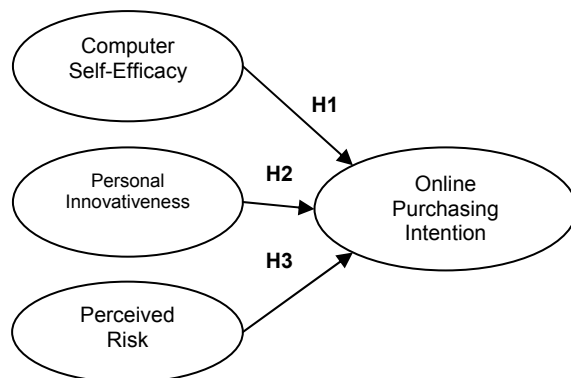 Computer
Self-Efficacy
H1
Personal
Innovativeness
H2
Online
Purchasing
Intention
H3
Perceived
Risk